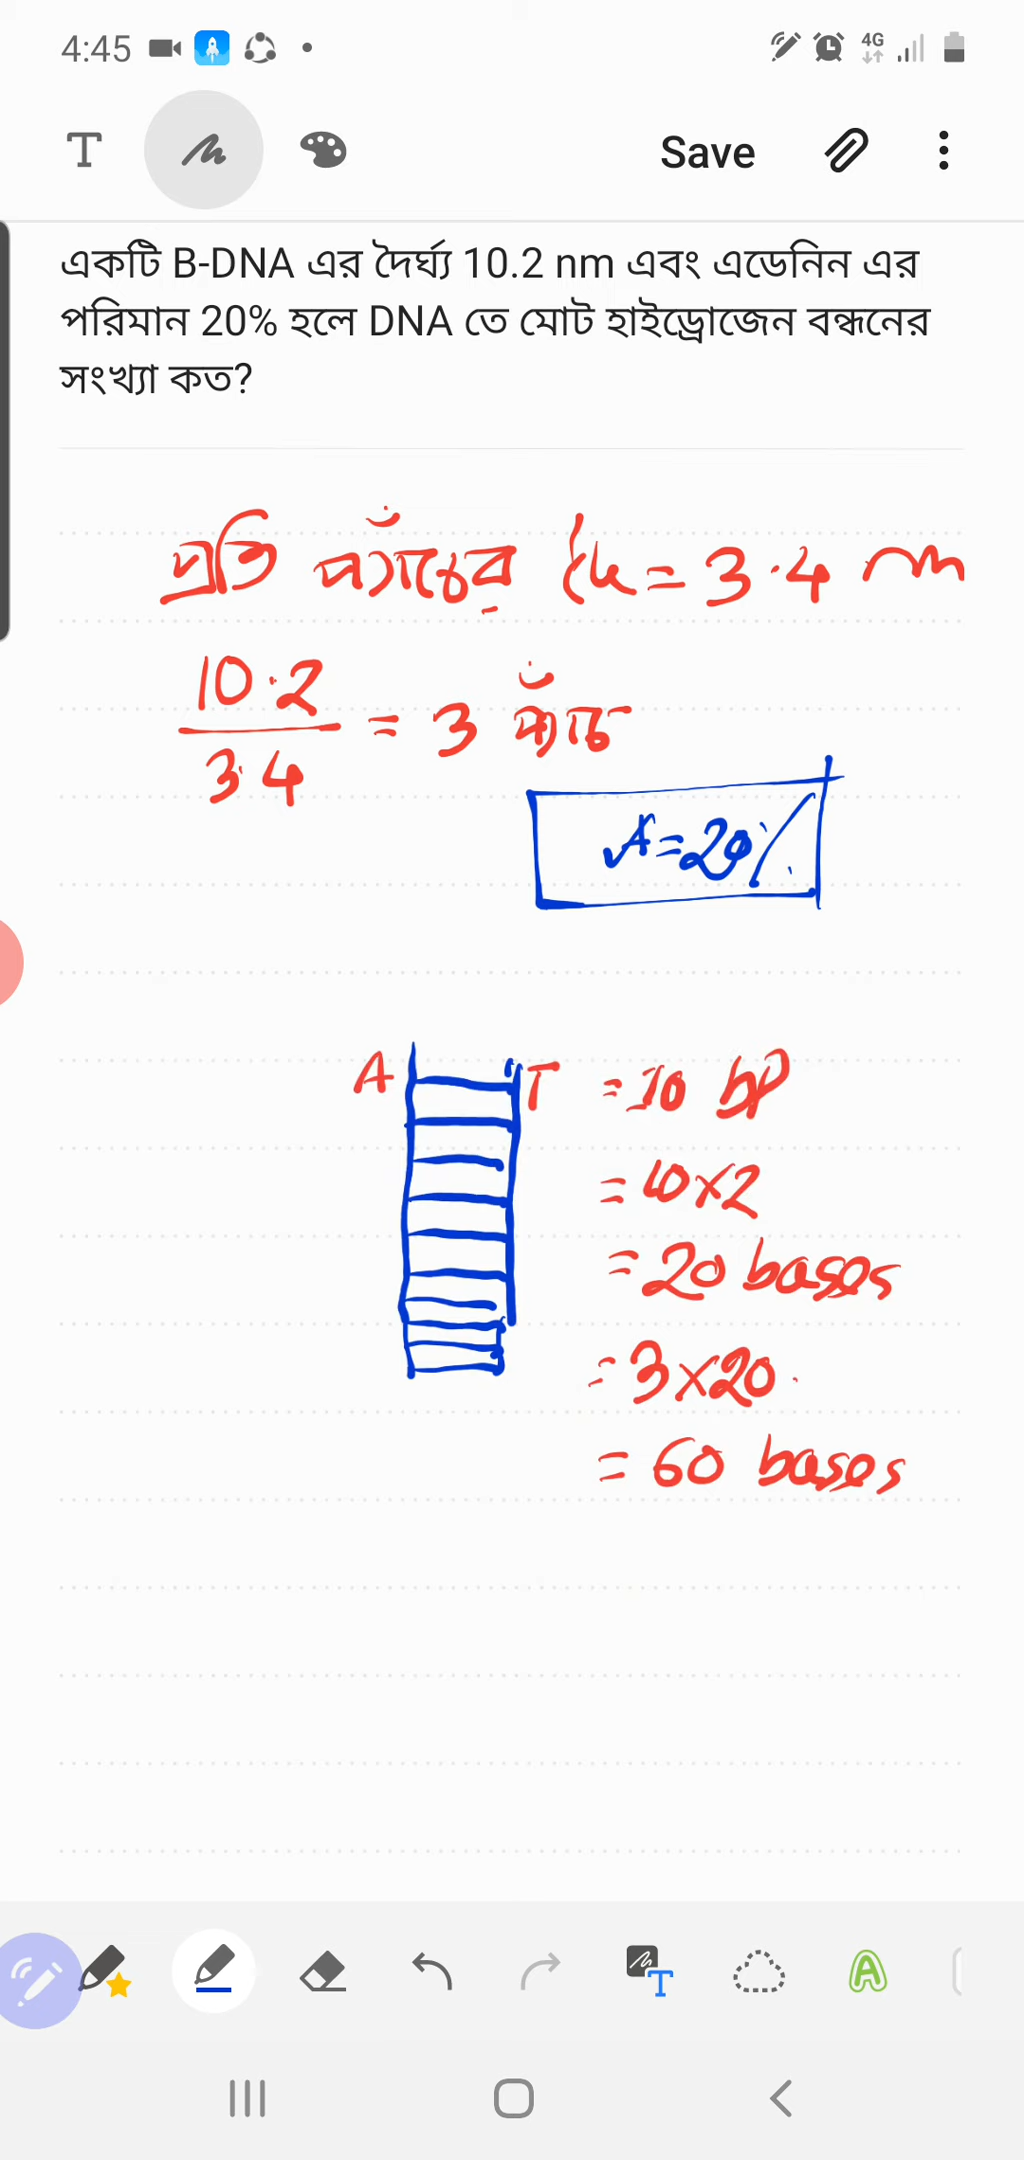 4:45
4G
T
Save
একটি B-DNA এর দৈর্ঘ্য 10.2 nm এবং এডেনিন এর
পরিমান 20% হলে DNA তে মোট হাইড্রোজেন বন্ধনের
সংখ্যা কত?
প্রতি প্যাঁচের = 3.4 nm
10.2
= 3 প্যাঁচ
3.4
A=20%
A T = 10 bP
= 10×2
= 20 bases
= 3×20
= 60 bases
T
A